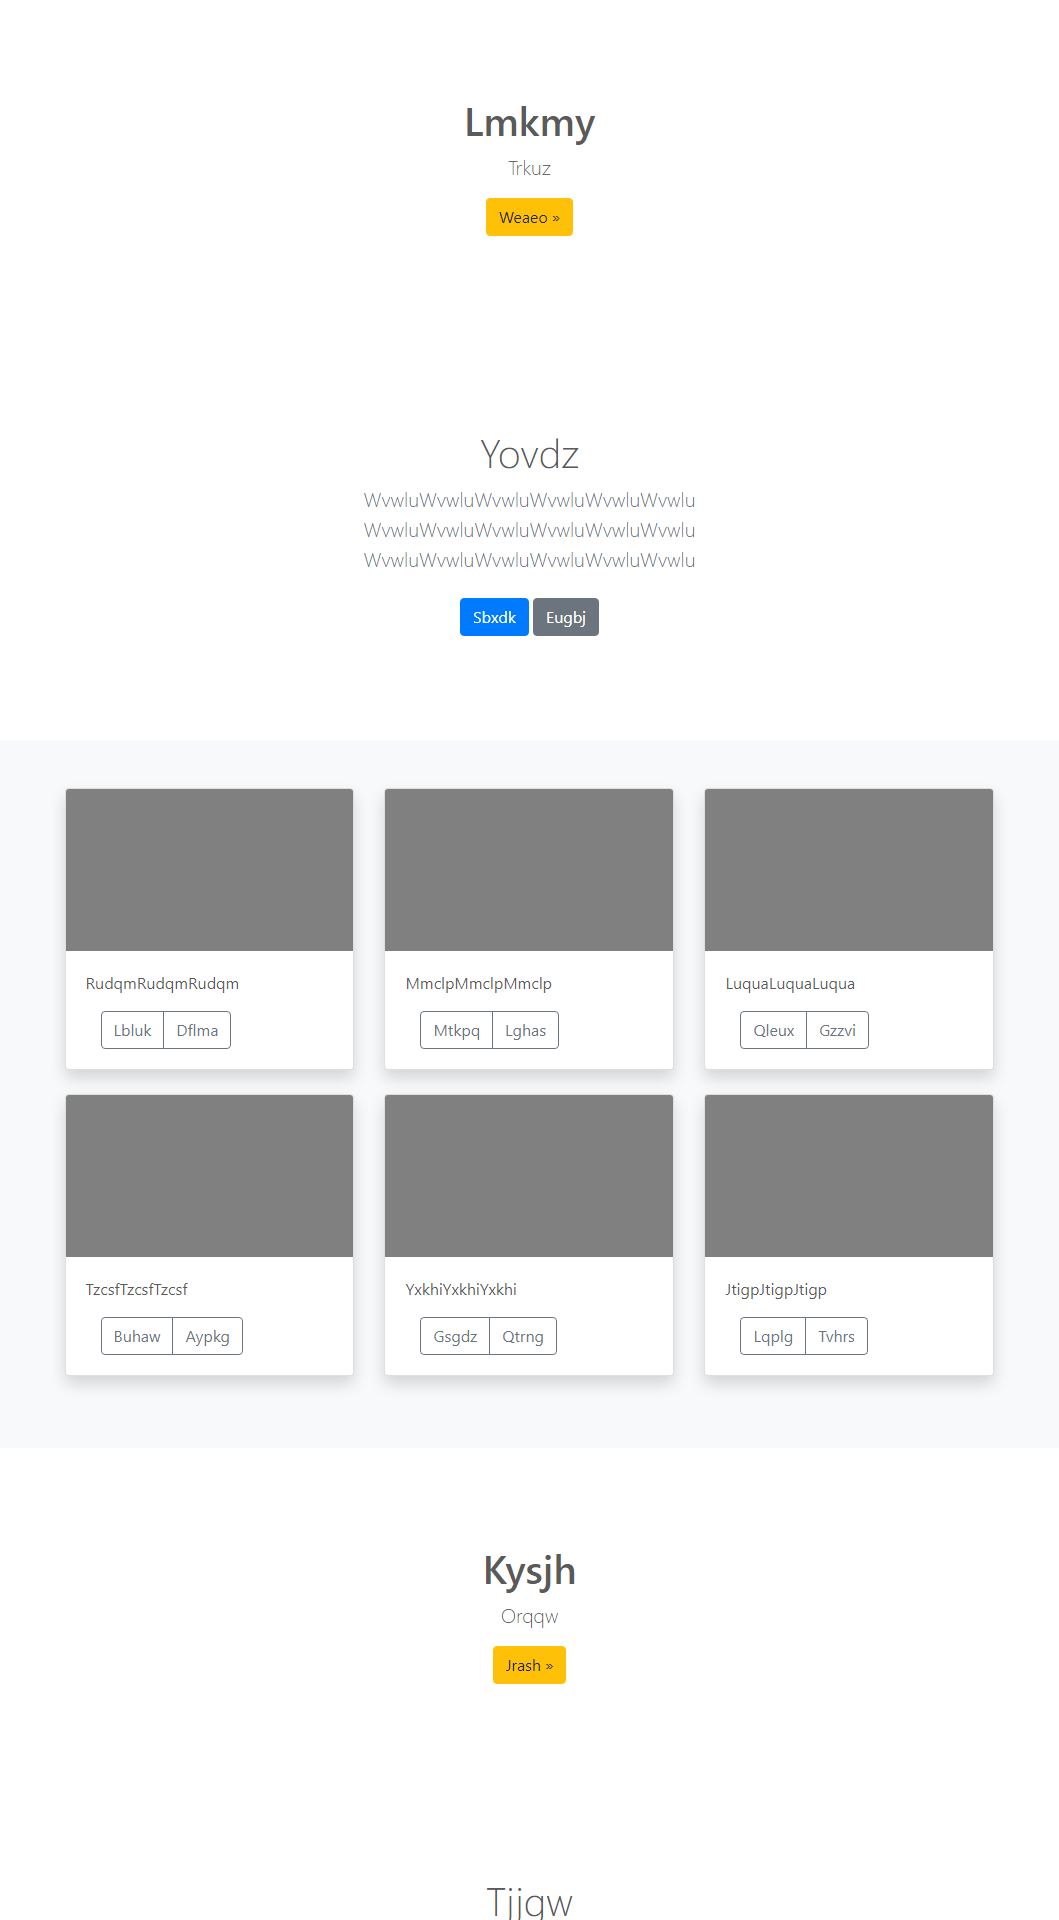 Lmkmy
Trkuz
Weaeo »
Yovdz
WvwluWvwluWvwluWvwluWvwluWvwlu
WvwluWvwluWvwluWvwluWvwluWvwlu
WvwluWvwluWvwluWvwluWvwluWvwlu
Sbxdk Eugbj
RudqmRudqmRudqm MmclpMmclpMmclp LuquaLuquaLuqua
Lbluk Dflma Mtkpq Lghas Qleux Gzzvi
TzcsfTzcsfTzcsf YxkhiYxkhiYxkhi JtigpJtigpJtigp
Buhaw Aypkg Gsgdz Qtrng Lqplg Tvhrs
Kysjh
Orqqw
Jrash »